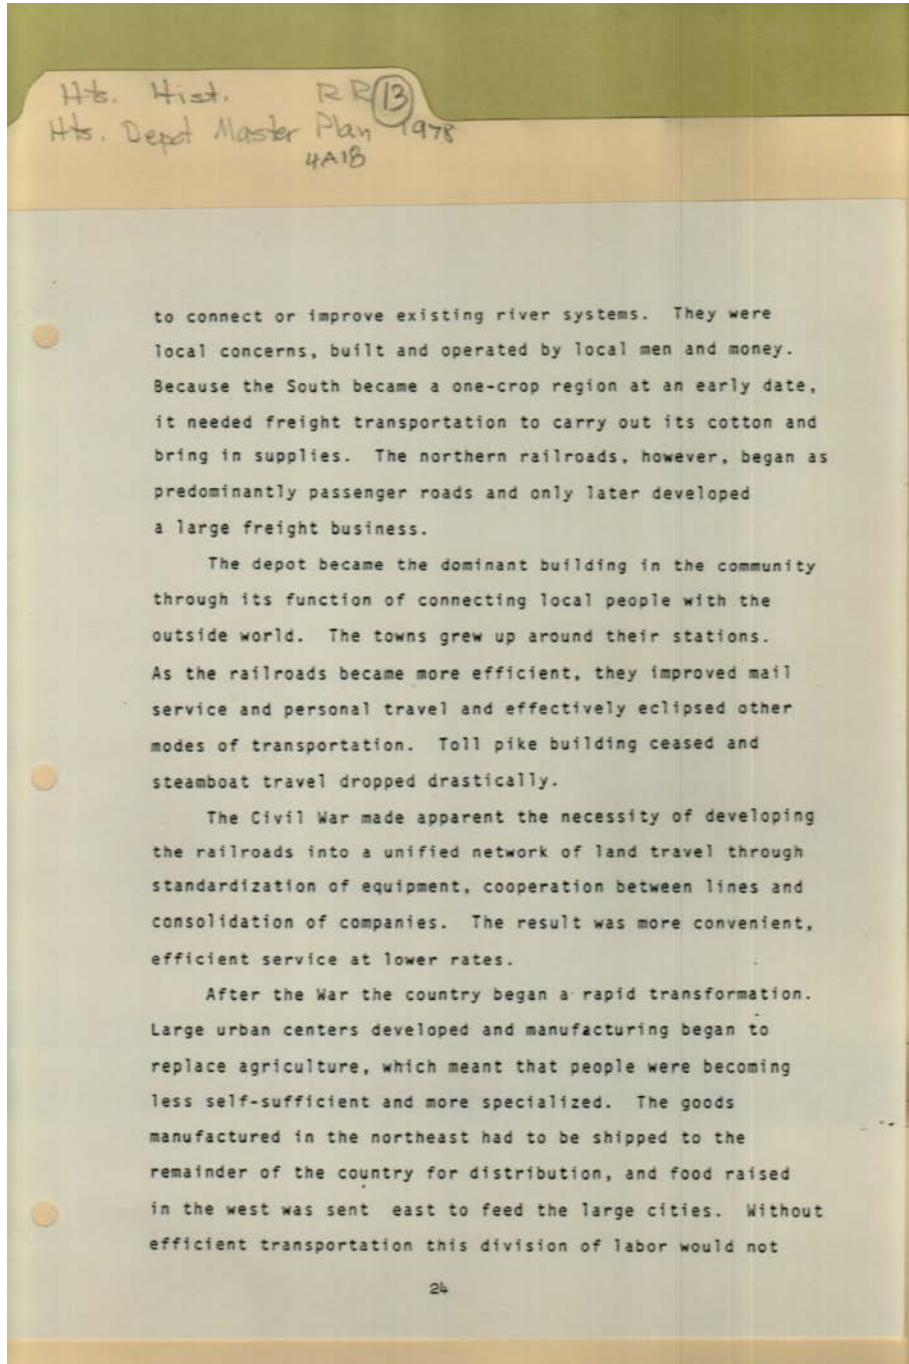 Hts. Hist. RR 13
Hts. Depot Master Plan 1978
4A1B
to connect or improve existing river systems. They were
local concerns, built and operated by local men and money.
Because the South became a one-crop region at an early date,
it needed freight transportation to carry out its cotton and
bring in supplies. The northern railroads, however, began as
predominantly passenger roads and only later developed
a large freight business.
The depot became the dominant building in the community
through its function of connecting local people with the
outside world. The towns grew up around their stations.
As the railroads became more efficient, they improved mail
service and personal travel and effectively eclipsed other
modes of transportation. Toll pike building ceased and
steamboat travel dropped drastically.
The Civil War made apparent the necessity of developing
the railroads into a unified network of land travel through
standardization of equipment, cooperation between lines and
consolidation of companies. The result was more convenient,
efficient service at lower rates.
After the War the country began a rapid transformation.
Large urban centers developed and manufacturing began to
replace agriculture, which meant that people were becoming
less self-sufficient and more specialized. The goods
manufactured in the northeast had to be shipped to the
remainder of the country for distribution, and food raised
in the west was sent east to feed the large cities. Without
efficient transportation this division of labor would not
24